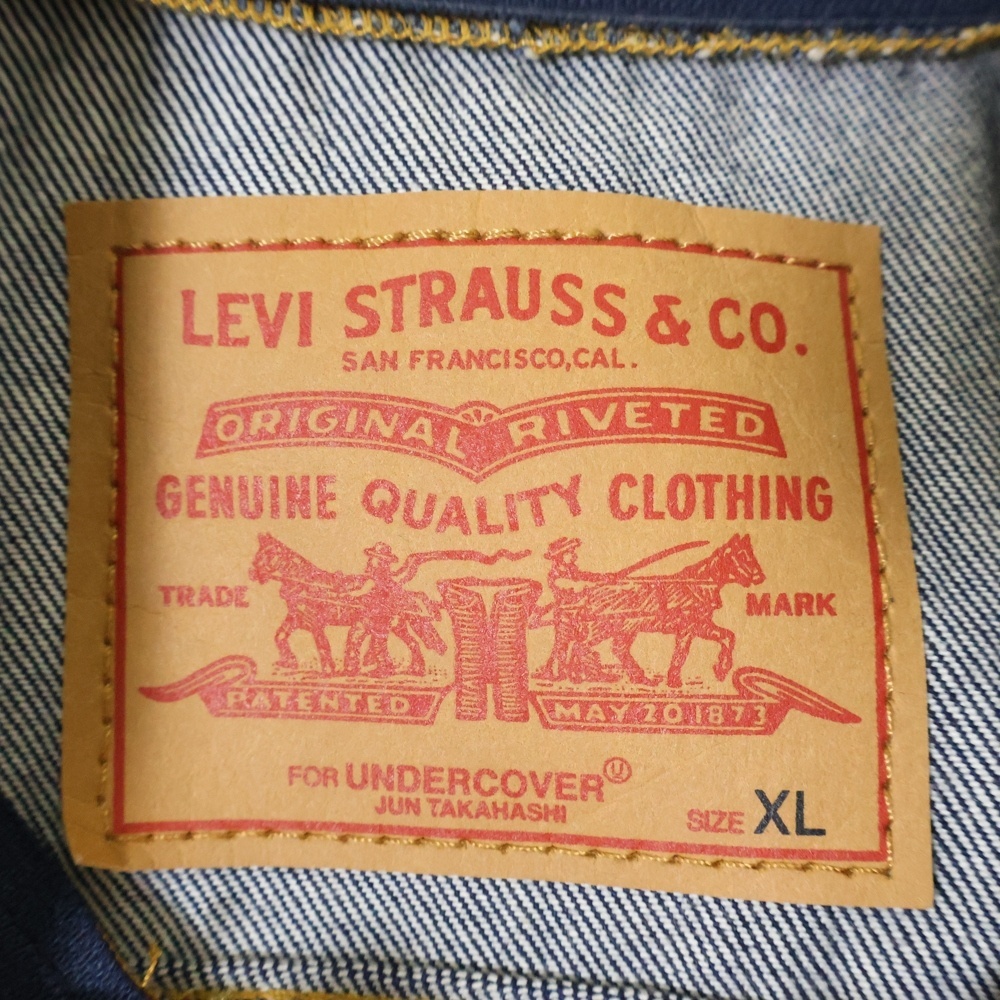 LEVI STRAUSS & CO.
SAN FRANCISCO, CAL.
ORIGINAL RIVETED
GENUINE QUALITY CLOTHING
TRADE MARK
PATENTED MAY 20 1873
FOR UNDERCOVER Ⓤ
JUN TAKAHASHI
SIZE XL